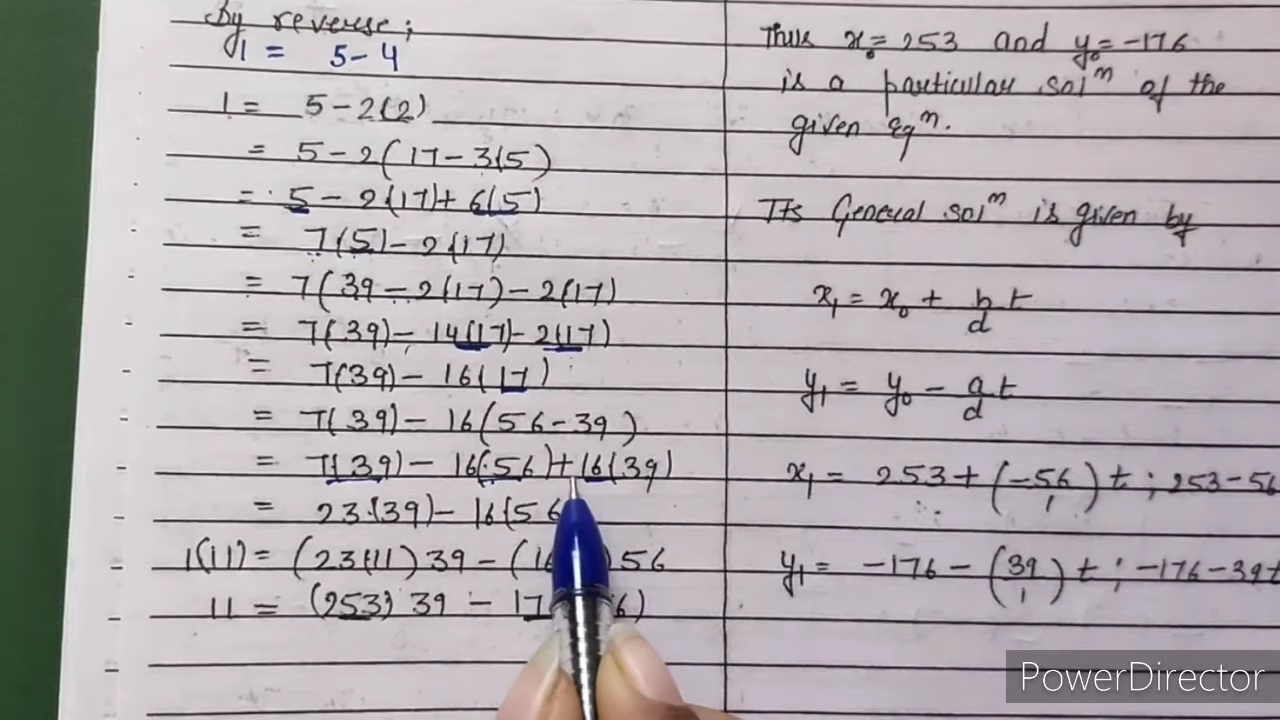 By reverse;
1 = 5-4
1 = 5-2(2)
= 5-2(17-3(5)
= 5-2(17)+6(5)
= 7(5)-2(17)
= 7(39-2(17)-2(17)
= 7(39)-14(17)-2(17)
= 7(39)-16(17)
= 7(39)-16(56-39)
= 7(39)-16(56)+16(39)
= 23(39)-16(56
1(11)= (23(11)39-(16 )56
11 = (253)39-17 6)
Thus x₀=253 and y₀=-176
is a particular solⁿ of the
given Eqⁿ.
Its General solⁿ is given by
x₁ = x₀ + b/d t
y₁ = y₀ - a/d t
x₁ = 253+(-56/1)t ; 253-56
y₁ = -176-(39/1)t ; -176-39t
PowerDirector